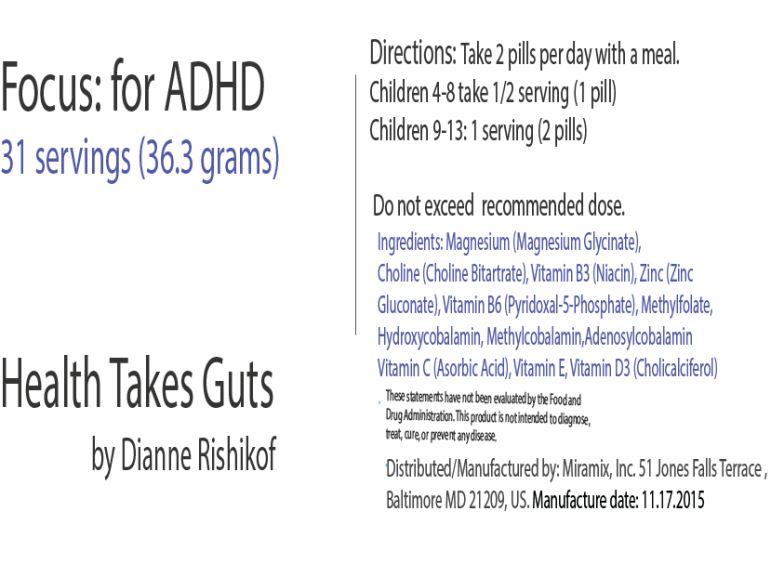 Focus: for ADHD
31 servings (36.3 grams)
Health Takes Guts
by Dianne Rishikof
Directions: Take 2 pills per day with a meal.
Children 4-8 take 1/2 serving (1 pill)
Children 9-13: 1 serving (2 pills)
Do not exceed recommended dose.
Ingredients: Magnesium (Magnesium Glycinate),
Choline (Choline Bitartrate), Vitamin B3 (Niacin), Zinc (Zinc
Gluconate), Vitamin B6 (Pyridoxal-5-Phosphate), Methylfolate,
Hydroxycobalamin, Methylcobalamin,Adenosylcobalamin
Vitamin C (Asorbic Acid), Vitamin E, Vitamin D3 (Cholicalciferol)
These statements have not been evaluated by the Food and
Drug Administration. This product is not intended to diagnose,
treat, cure, or prevent any disease.
Distributed/Manufactured by: Miramix, Inc. 51 Jones Falls Terrace ,
Baltimore MD 21209, US. Manufacture date: 11.17.2015